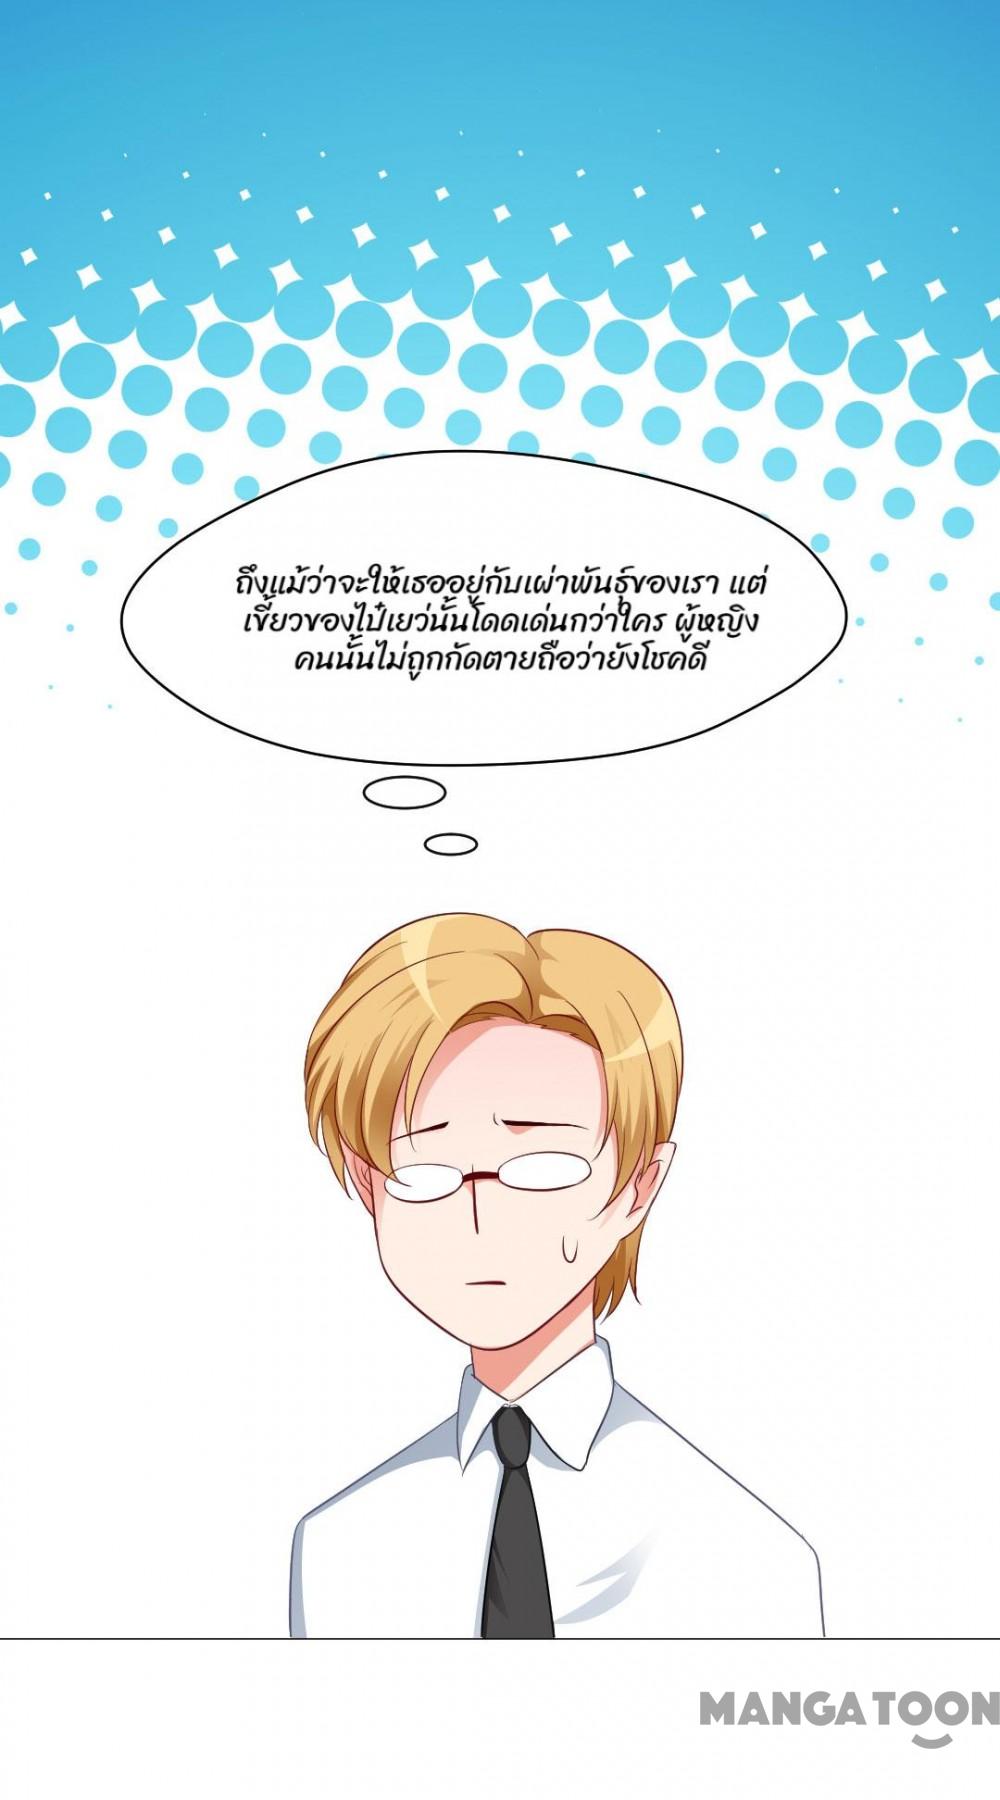 ถึงแม้ว่าจะให้เธออยู่กับเผ่าพันธุ์ของเรา แต่
เขี้ยวของไป๋เยว่นั้นโดดเด่นกว่าใคร ผู้หญิง
คนนั้นไม่ถูกกัดตายถือว่ายังโชคดี
MANGATOON